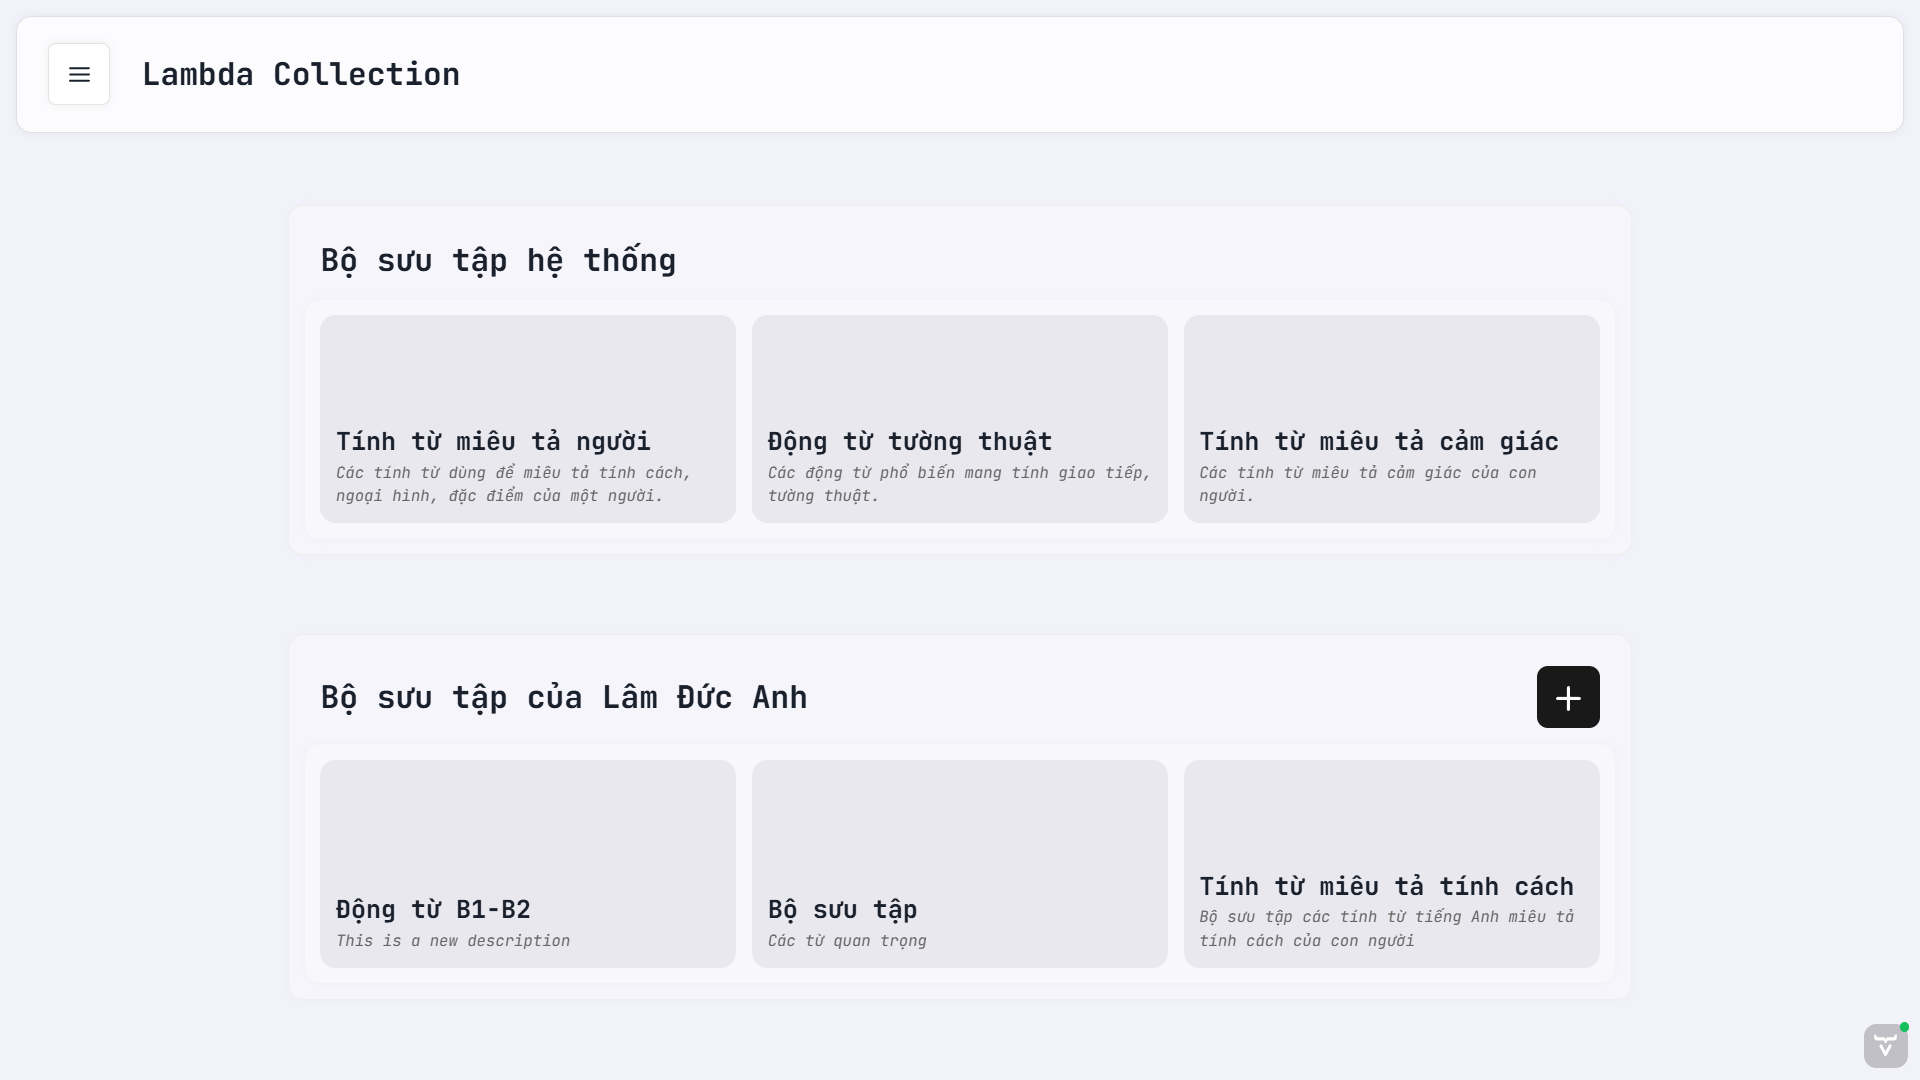 Lambda Collection
Bộ sưu tập hệ thống
Tính từ miêu tả người
Các tính từ dùng để miêu tả tính cách,
ngoại hình, đặc điểm của một người.
Động từ tường thuật
Các động từ phổ biến mang tính giao tiếp,
tường thuật.
Tính từ miêu tả cảm giác
Các tính từ miêu tả cảm giác của con
người.
Bộ sưu tập của Lâm Đức Anh
Động từ B1-B2
This is a new description
Bộ sưu tập
Các từ quan trọng
Tính từ miêu tả tính cách
Bộ sưu tập các tính từ tiếng Anh miêu tả
tính cách của con người